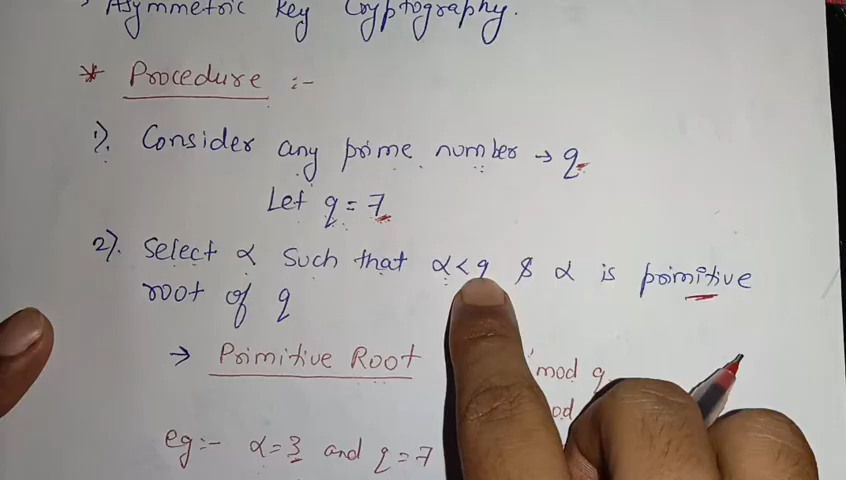 Asymmetric Key Cryptography.
* Procedure :-
1). Consider any prime number → q
Let q = 7
2). Select α Such that α < q & α is primitive
root of q
→ Primitive Root
mod q
mod
eg:- α = 3 and q = 7